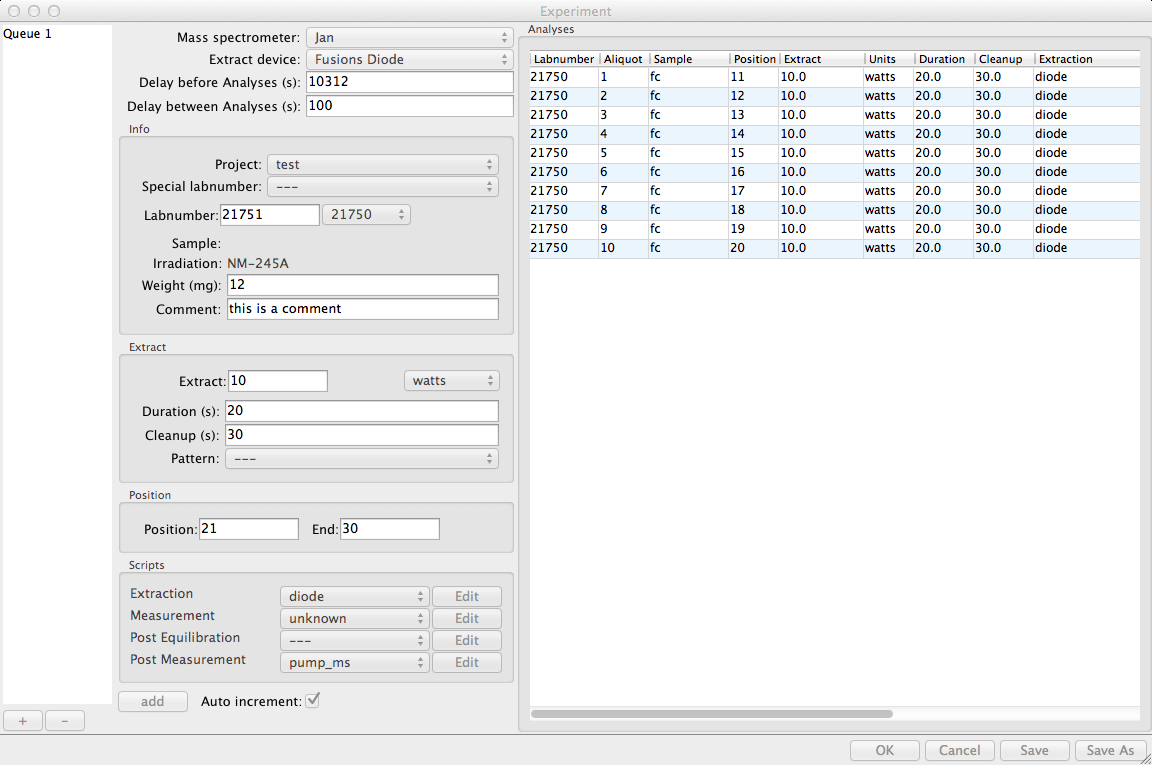 Experiment
Queue 1
Mass spectrometer: Jan
Extract device: Fusions Diode
Delay before Analyses (s): 10312
Delay between Analyses (s): 100
Info
Project: test
Special labnumber: ---
Labnumber: 21751 21750
Sample:
Irradiation: NM-245A
Weight (mg): 12
Comment: this is a comment
Extract
Extract: 10 watts
Duration (s): 20
Cleanup (s): 30
Pattern: ---
Position
Position: 21 End: 30
Scripts
Extraction diode Edit
Measurement unknown Edit
Post Equilibration --- Edit
Post Measurement pump_ms Edit
add Auto increment:
+ -
Analyses
Labnumber Aliquot Sample Position Extract Units Duration Cleanup Extraction
21750 1 fc 11 10.0 watts 20.0 30.0 diode
21750 2 fc 12 10.0 watts 20.0 30.0 diode
21750 3 fc 13 10.0 watts 20.0 30.0 diode
21750 4 fc 14 10.0 watts 20.0 30.0 diode
21750 5 fc 15 10.0 watts 20.0 30.0 diode
21750 6 fc 16 10.0 watts 20.0 30.0 diode
21750 7 fc 17 10.0 watts 20.0 30.0 diode
21750 8 fc 18 10.0 watts 20.0 30.0 diode
21750 9 fc 19 10.0 watts 20.0 30.0 diode
21750 10 fc 20 10.0 watts 20.0 30.0 diode
OK Cancel Save Save As